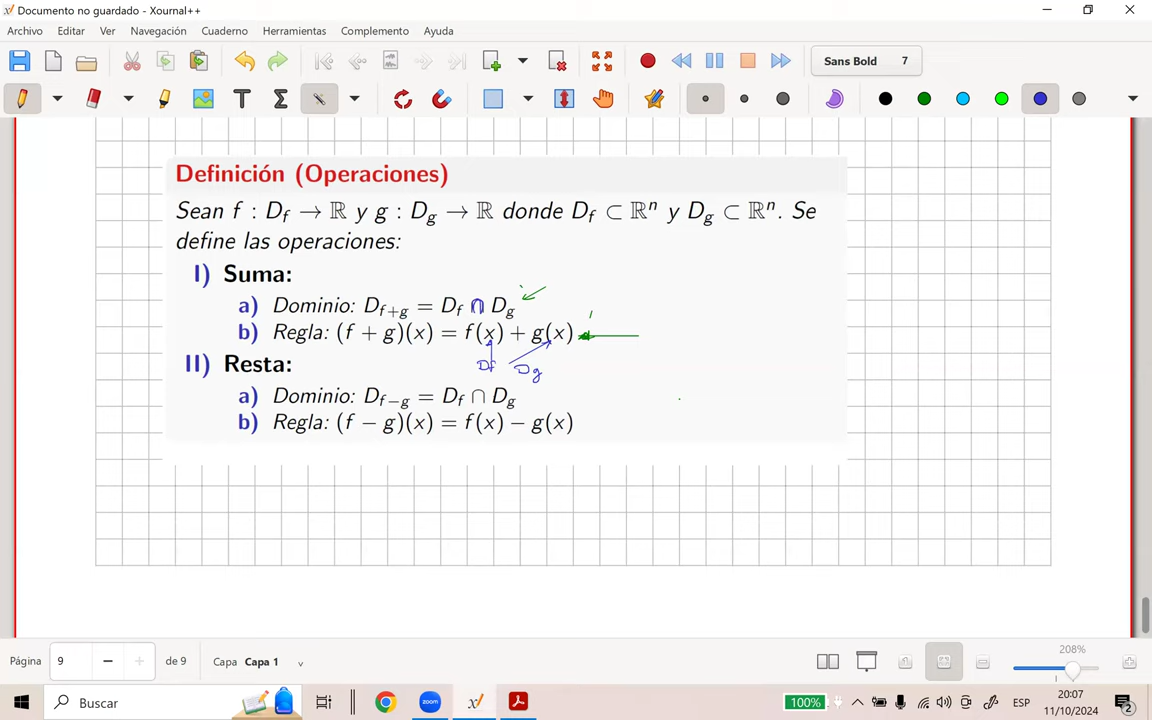 Documento no guardado - Xournal++
Archivo Editar Ver Navegación Cuaderno Herramientas Complemento Ayuda
Sans Bold 7
Definición (Operaciones)
Sean f : D_f → ℝ y g : D_g → ℝ donde D_f ⊂ ℝⁿ y D_g ⊂ ℝⁿ. Se
define las operaciones:
I) Suma:
a) Dominio: D_{f+g} = D_f ∩ D_g
b) Regla: (f + g)(x) = f(x) + g(x)
Df Dg
II) Resta:
a) Dominio: D_{f−g} = D_f ∩ D_g
b) Regla: (f − g)(x) = f(x) − g(x)
Página 9 de 9 Capa Capa 1 208%
Buscar 100% ESP 20:07
11/10/2024 2